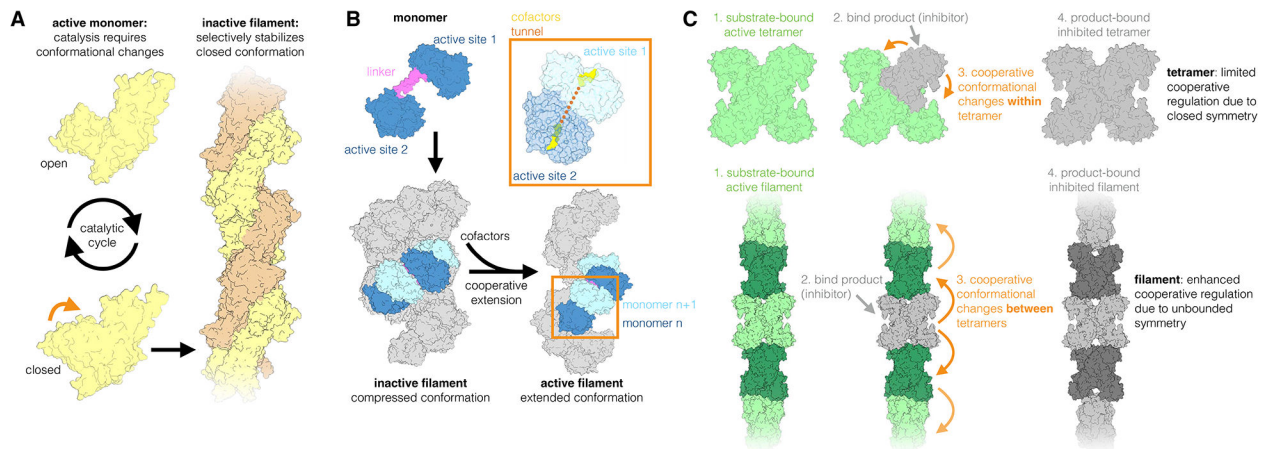 A
active monomer:
catalysis requires
conformational changes
inactive filament:
selectively stabilizes
closed conformation
open
catalytic
cycle
closed
B
monomer
active site 1
linker
active site 2
cofactors
tunnel
active site 1
active site 2
cofactors
cooperative
extension
monomer n+1
monomer n
inactive filament
compressed conformation
active filament
extended conformation
C
1. substrate-bound
active tetramer
2. bind product (inhibitor)
3. cooperative
conformational
changes within
tetramer
4. product-bound
inhibited tetramer
tetramer: limited
cooperative
regulation due to
closed symmetry
1. substrate-bound
active filament
2. bind product
(inhibitor)
3. cooperative
conformational
changes between
tetramers
4. product-bound
inhibited filament
filament: enhanced
cooperative regulation
due to unbounded
symmetry